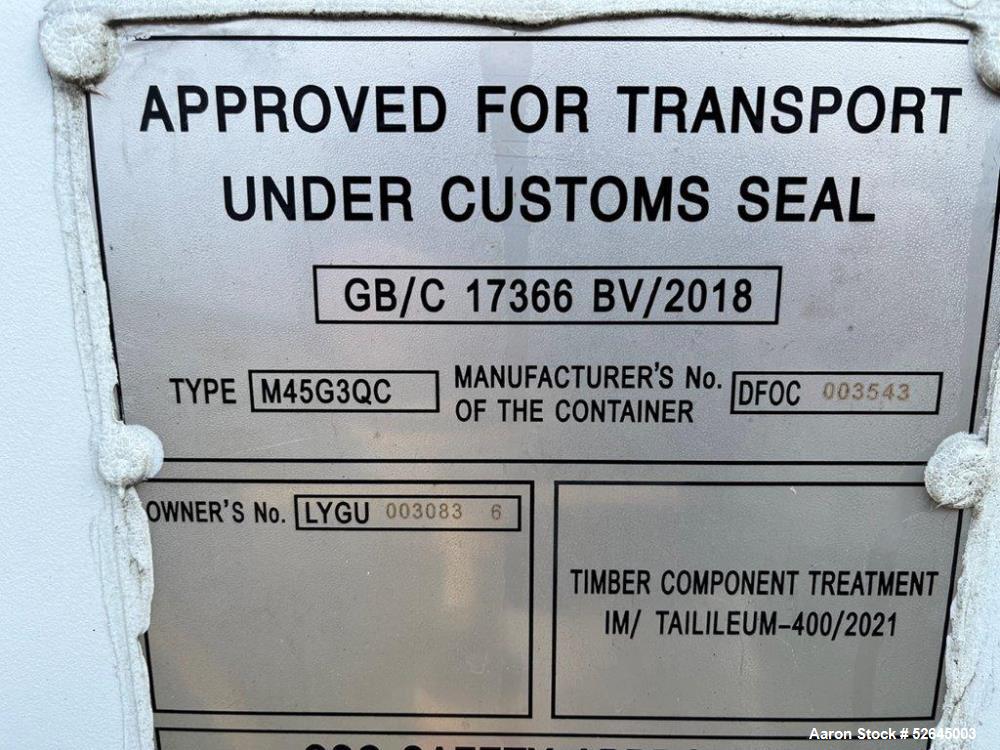 APPROVED FOR TRANSPORT
UNDER CUSTOMS SEAL
GB/C 17366 BV/2018
TYPE M45G3QC
MANUFACTURER'S No.
OF THE CONTAINER
DFOC 003543
OWNER'S No. LYGU 003083 6
TIMBER COMPONENT TREATMENT
IM/ TAILILEUM-400/2021
Aaron Stock # 52645003